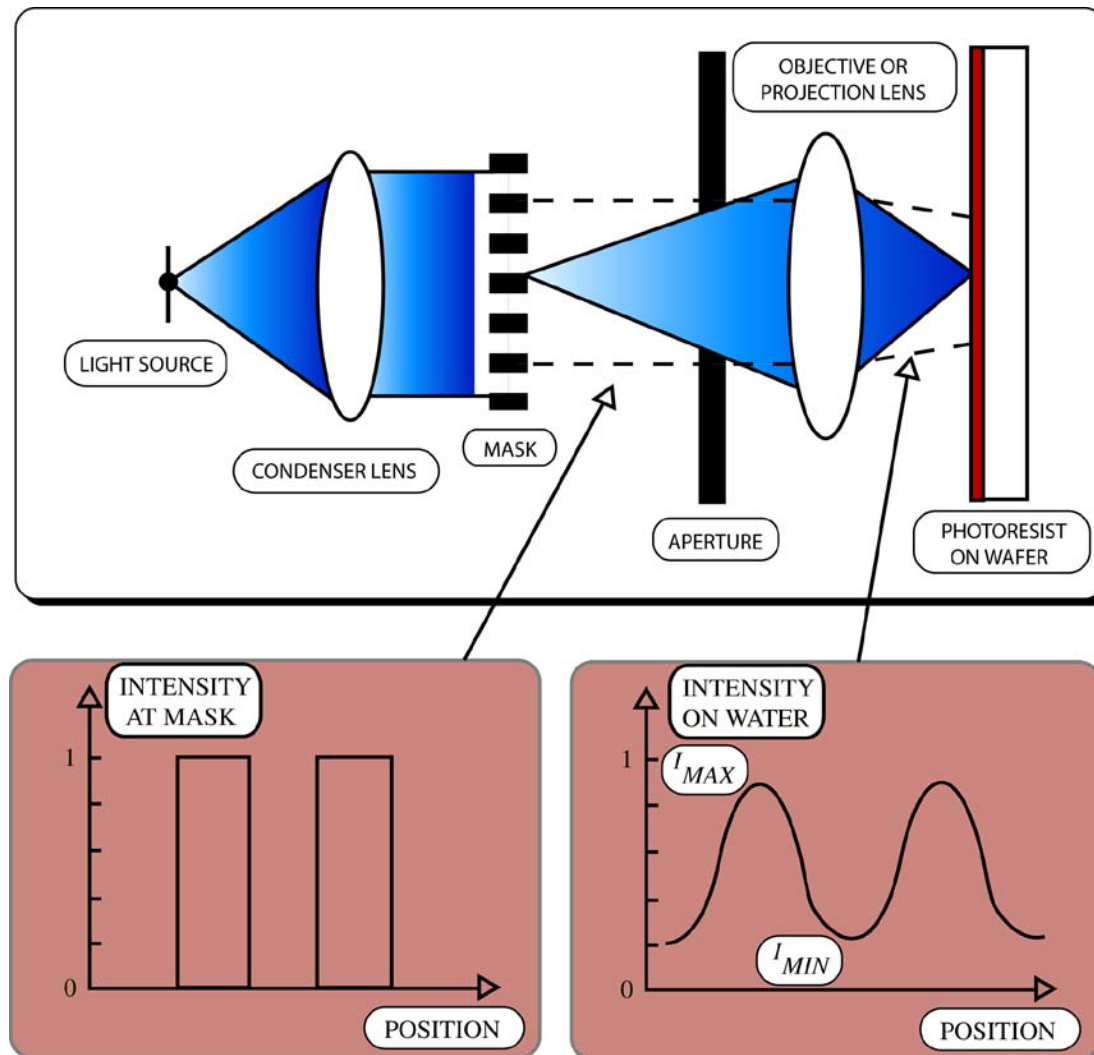 OBJECTIVE OR
PROJECTION LENS
LIGHT SOURCE
CONDENSER LENS
MASK
APERTURE
PHOTORESIST
ON WAFER
INTENSITY
AT MASK
1
0
POSITION
INTENSITY
ON WATER
1
I MAX
I MIN
0
POSITION